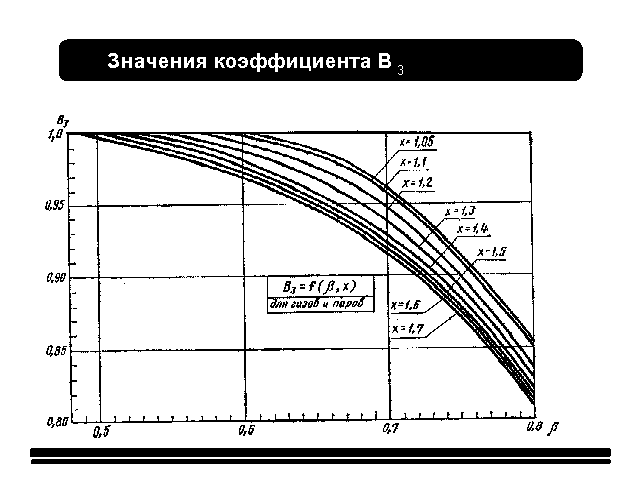 Значения коэффициента В 3
B3
1,0
0,95
0,90
0,85
0,80
0,5
0,6
0,7
0,8 β
x=1,05
x=1,1
x=1,2
x=1,3
x=1,4
x=1,5
B3 = f(β, x)
для газов и паров
x=1,6
x=1,7